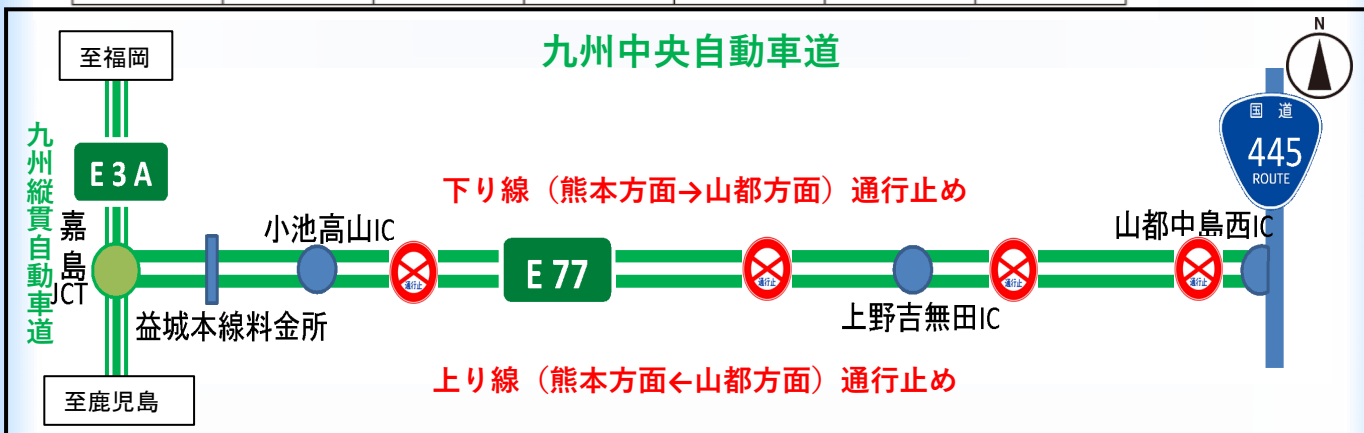 九州中央自動車道
N
至福岡
国道
445
ROUTE
九州縦貫自動車道
E3A
下り線（熊本方面→山都方面）通行止め
嘉島JCT
小池高山IC
山都中島西IC
通行止
E77
通行止
通行止
通行止
益城本線料金所
上野吉無田IC
上り線（熊本方面←山都方面）通行止め
至鹿児島